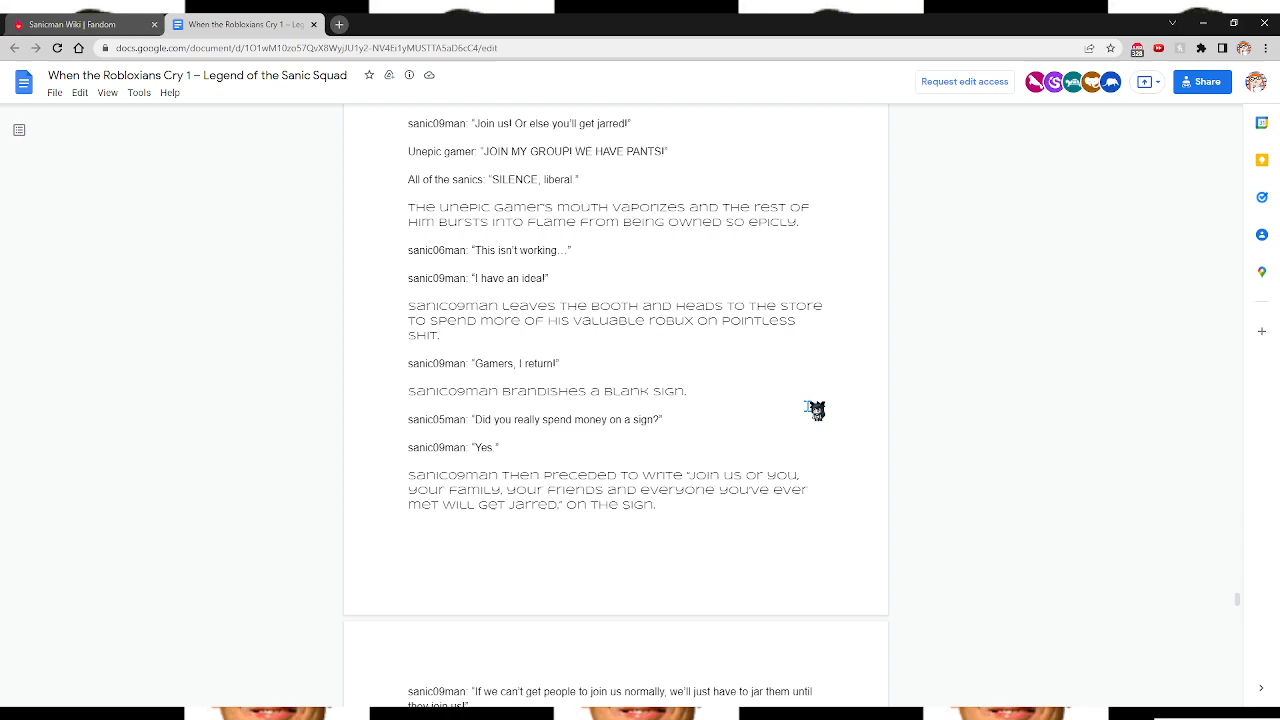 Sanicman Wiki | Fandom
When the Robloxians Cry 1 – Leg
docs.google.com/document/d/1O1wM10zo57QvX8WyjJU1y2-NV4Ei1yMUSTTA5aD6cC4/edit
When the Robloxians Cry 1 – Legend of the Sanic Squad
Request edit access
Share
File Edit View Tools Help
sanic09man: “Join us! Or else you’ll get jarred!”
Unepic gamer: “JOIN MY GROUP! WE HAVE PANTS!”
All of the sanics: “SILENCE, liberal.”
The unepic gamer’s mouth vaporizes and the rest of
him bursts into flame from being owned so epicly.
sanic06man: “This isn’t working…”
sanic09man: “I have an idea!”
Sanic09man leaves the booth and heads to the store
to spend more of his valuable robux on pointless
shit.
sanic09man: “Gamers, I return!”
Sanic09man brandishes a blank sign.
sanic05man: “Did you really spend money on a sign?”
sanic09man: “Yes.”
Sanic09man then preceded to write “Join us or you,
your family, your friends and everyone you’ve ever
met will get jarred,” on the sign.
sanic09man: “If we can’t get people to join us normally, we’ll just have to jar them until
they join us!”